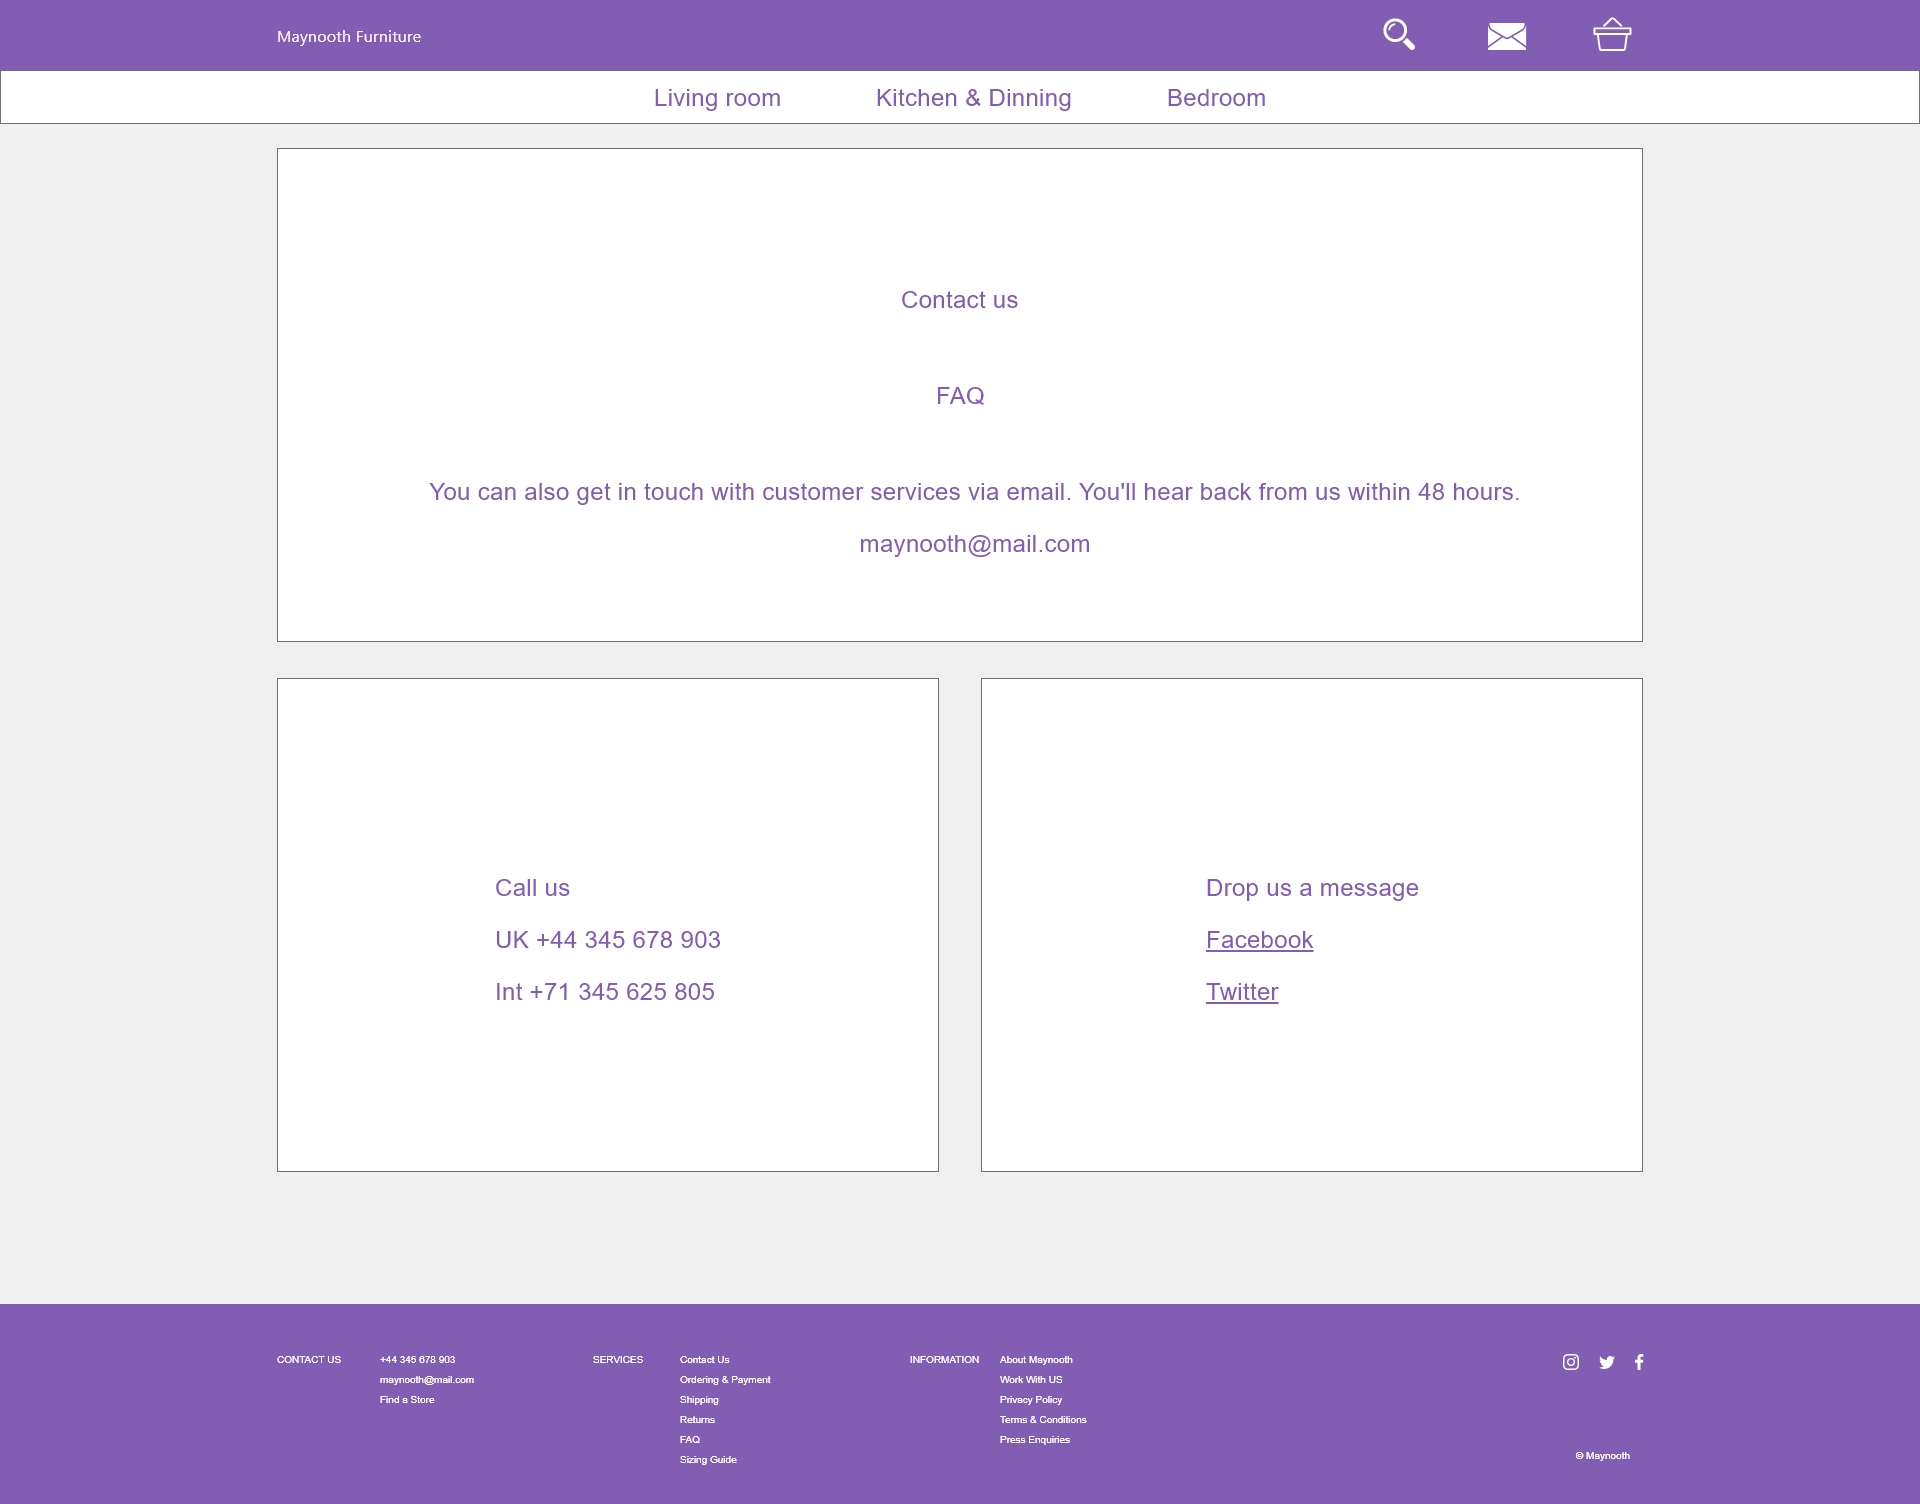 Maynooth Furniture
Living room
Kitchen & Dinning
Bedroom
Contact us
FAQ
You can also get in touch with customer services via email. You'll hear back from us within 48 hours.
maynooth@mail.com
Call us
UK +44 345 678 903
Int +71 345 625 805
Drop us a message
Facebook
Twitter
CONTACT US
+44 345 678 903
maynooth@mail.com
Find a Store
SERVICES
Contact Us
Ordering & Payment
Shipping
Returns
FAQ
Sizing Guide
INFORMATION
About Maynooth
Work With US
Privacy Policy
Terms & Conditions
Press Enquiries
© Maynooth